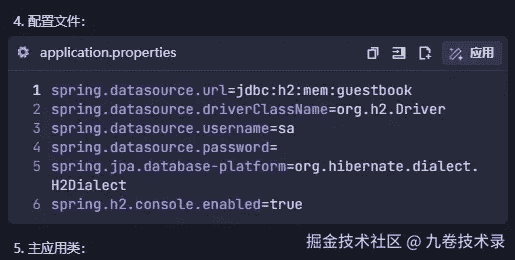 4. 配置文件：
application.properties
应用
1 spring.datasource.url=jdbc:h2:mem:guestbook
2 spring.datasource.driverClassName=org.h2.Driver
3 spring.datasource.username=sa
4 spring.datasource.password=
5 spring.jpa.database-platform=org.hibernate.dialect.
H2Dialect
6 spring.h2.console.enabled=true
5. 主应用类：
掘金技术社区 @ 九卷技术录